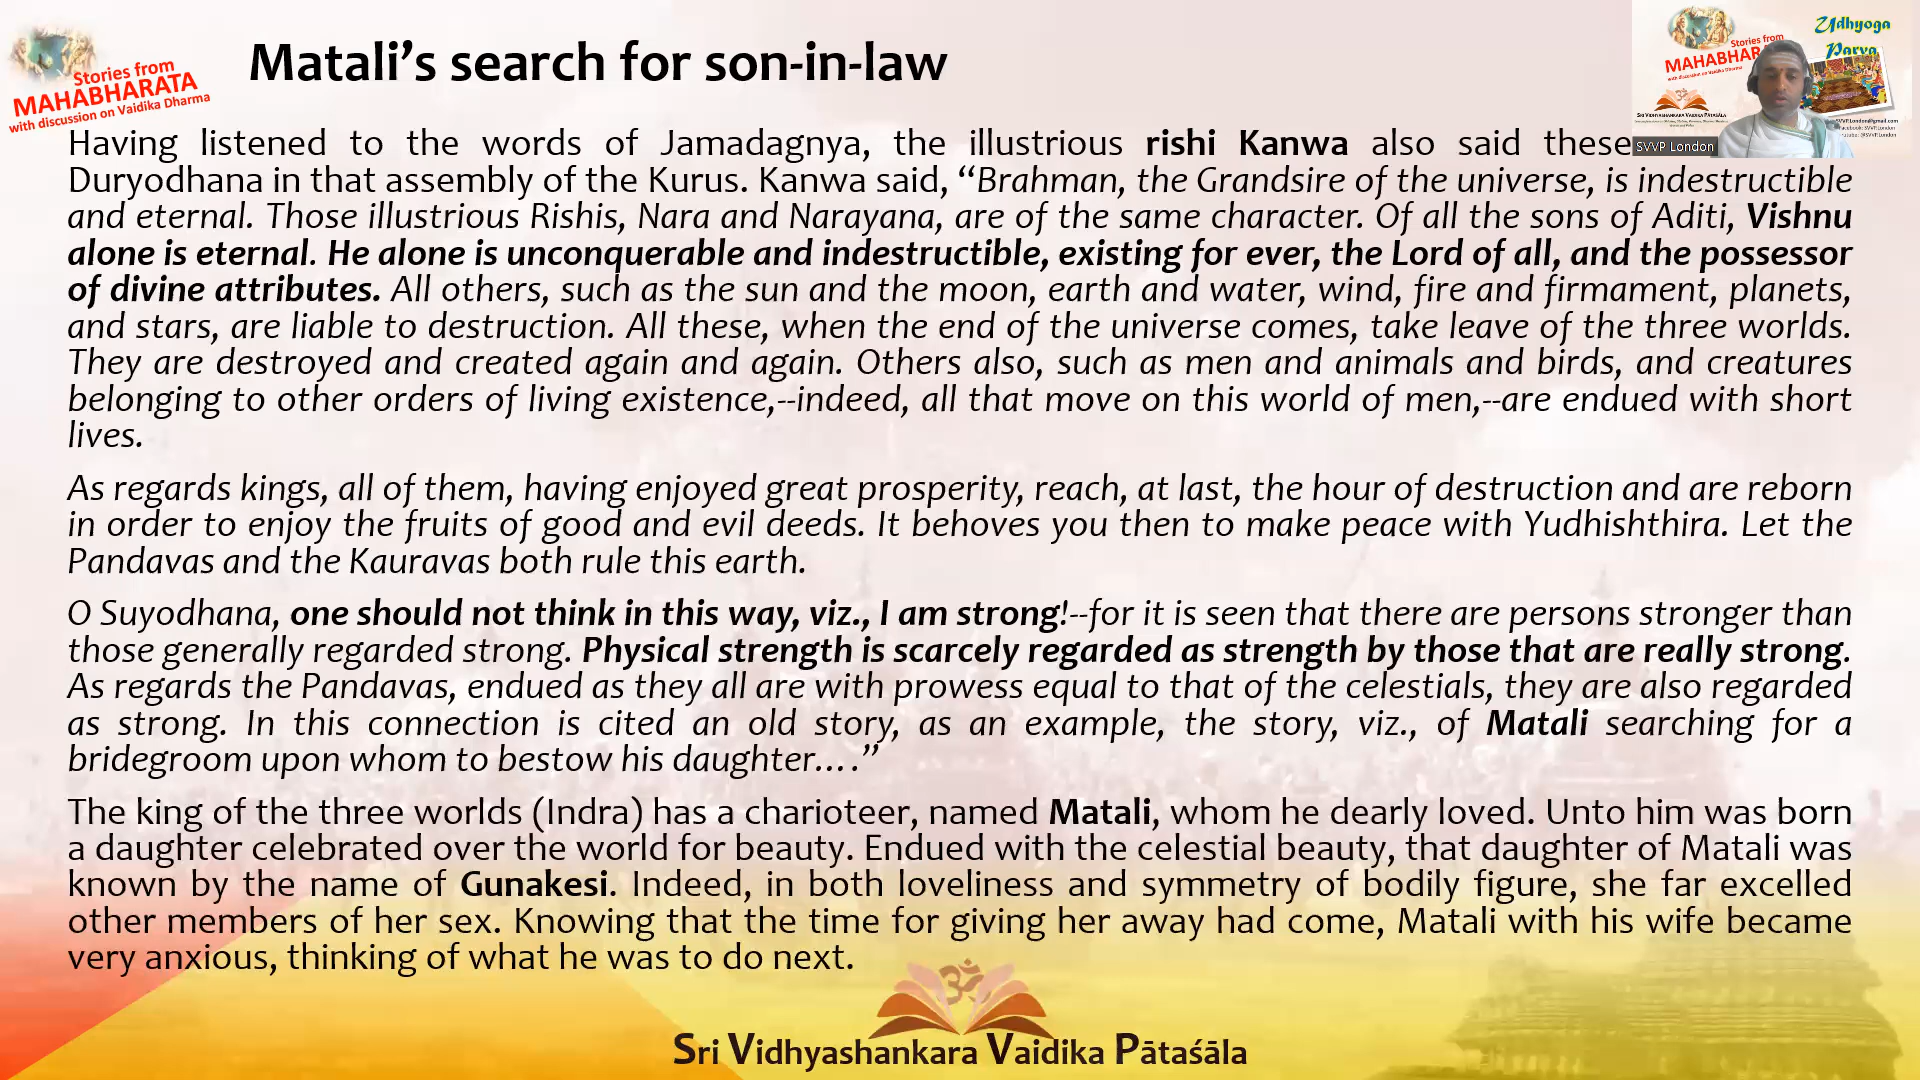 Stories from
MAHABHARATA
with discussion on Vaidika Dharma
Matali’s search for son-in-law
Udhyoga
Parva
Stories from
MAHABHAR
with discussion on Vaidika Dharma
SRI VIDHYASHANKARA VAIDIKA PĀTAŚĀLA
SVVP.London@gmail.com
Facebook: SVVP.London
SVVP London
Having listened to the words of Jamadagnya, the illustrious rishi Kanwa also said these
Duryodhana in that assembly of the Kurus. Kanwa said, “Brahman, the Grandsire of the universe, is indestructible
and eternal. Those illustrious Rishis, Nara and Narayana, are of the same character. Of all the sons of Aditi, Vishnu
alone is eternal. He alone is unconquerable and indestructible, existing for ever, the Lord of all, and the possessor
of divine attributes. All others, such as the sun and the moon, earth and water, wind, fire and firmament, planets,
and stars, are liable to destruction. All these, when the end of the universe comes, take leave of the three worlds.
They are destroyed and created again and again. Others also, such as men and animals and birds, and creatures
belonging to other orders of living existence,--indeed, all that move on this world of men,--are endued with short
lives.
As regards kings, all of them, having enjoyed great prosperity, reach, at last, the hour of destruction and are reborn
in order to enjoy the fruits of good and evil deeds. It behoves you then to make peace with Yudhishthira. Let the
Pandavas and the Kauravas both rule this earth.
O Suyodhana, one should not think in this way, viz., I am strong!--for it is seen that there are persons stronger than
those generally regarded strong. Physical strength is scarcely regarded as strength by those that are really strong.
As regards the Pandavas, endued as they all are with prowess equal to that of the celestials, they are also regarded
as strong. In this connection is cited an old story, as an example, the story, viz., of Matali searching for a
bridegroom upon whom to bestow his daughter….”
The king of the three worlds (Indra) has a charioteer, named Matali, whom he dearly loved. Unto him was born
a daughter celebrated over the world for beauty. Endued with the celestial beauty, that daughter of Matali was
known by the name of Gunakesi. Indeed, in both loveliness and symmetry of bodily figure, she far excelled
other members of her sex. Knowing that the time for giving her away had come, Matali with his wife became
very anxious, thinking of what he was to do next.
ॐ
Sri Vidhyashankara Vaidika Pātaśāla